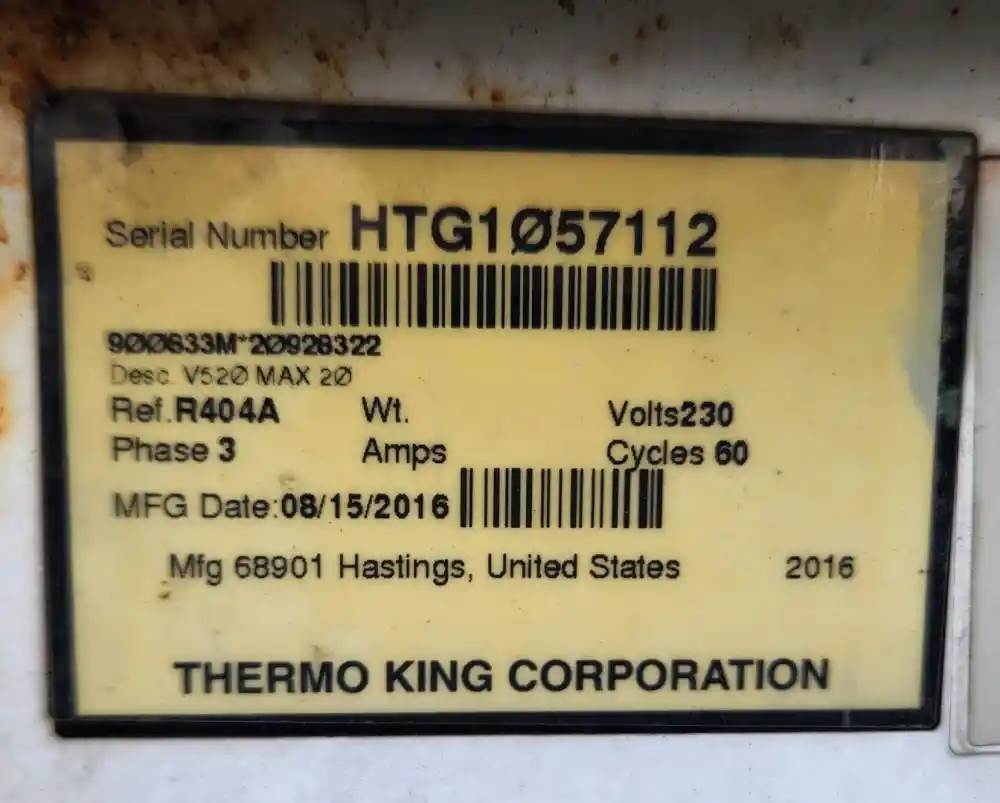 Serial Number HTG1Ø57112
9ØØ633M*2Ø928322
Desc. V52Ø MAX 2Ø
Ref.R404A Wt. Volts230
Phase 3 Amps Cycles 60
MFG Date:08/15/2016
Mfg 68901 Hastings, United States 2016
THERMO KING CORPORATION